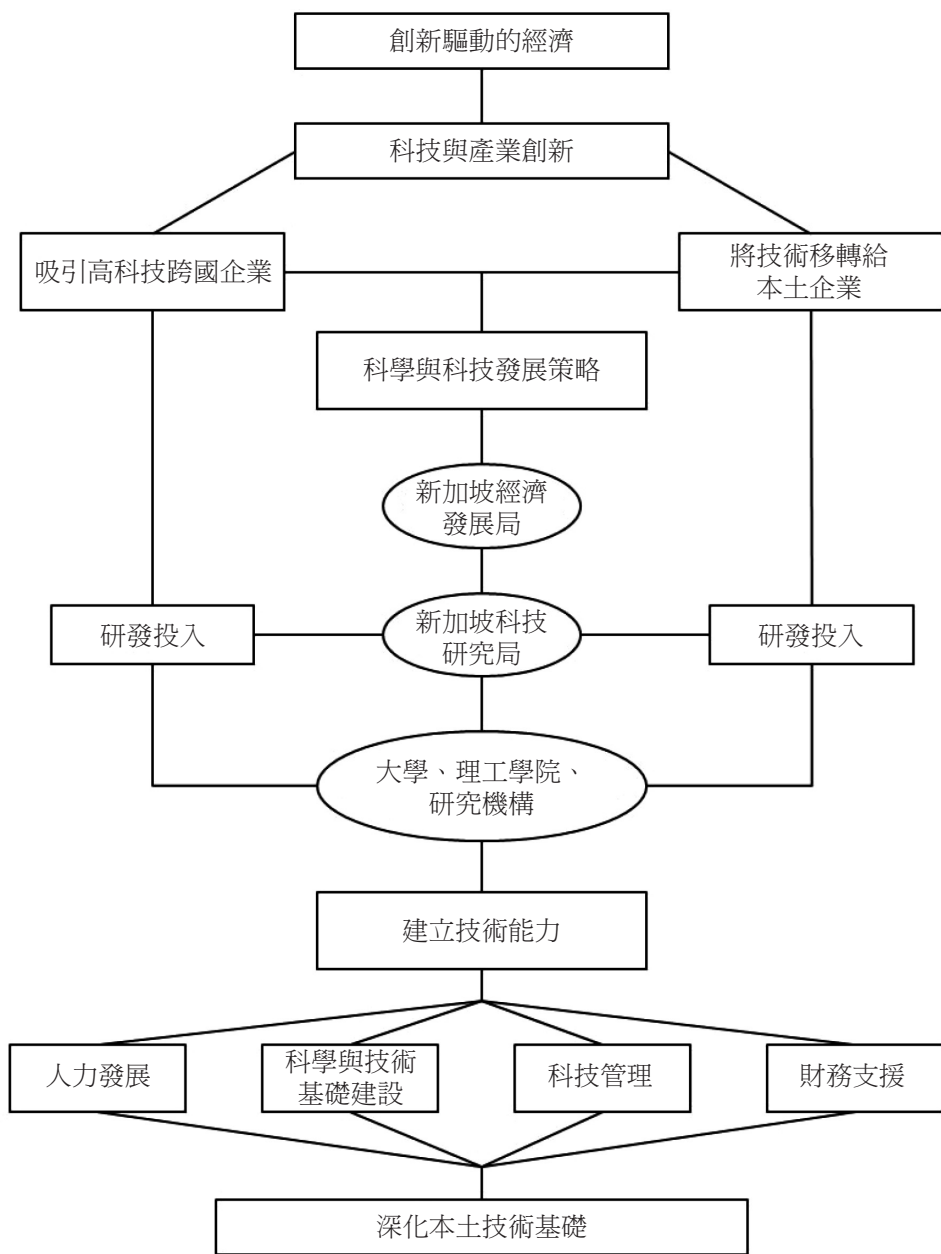 創新驅動的經濟
科技與產業創新
吸引高科技跨國企業
將技術移轉給
本土企業
科學與科技發展策略
新加坡經濟
發展局
研發投入
新加坡科技
研究局
研發投入
大學、理工學院、
研究機構
建立技術能力
人力發展
科學與技術
基礎建設
科技管理
財務支援
深化本土技術基礎